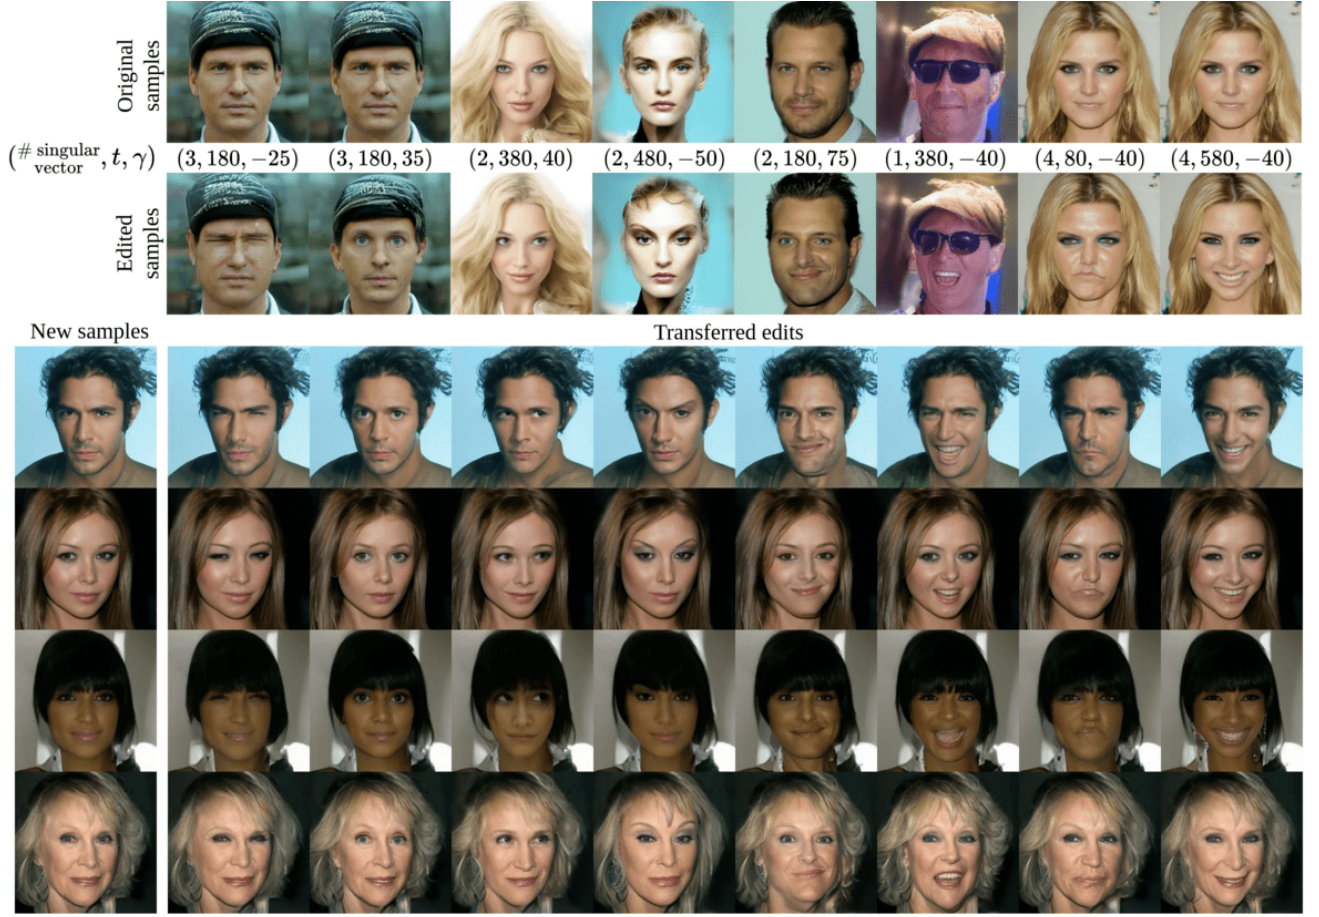 Original samples
(# singular vector, t, γ) (3, 180, −25) (3, 180, 35) (2, 380, 40) (2, 480, −50) (2, 180, 75) (1, 380, −40) (4, 80, −40) (4, 580, −40)
Edited samples
New samples
Transferred edits